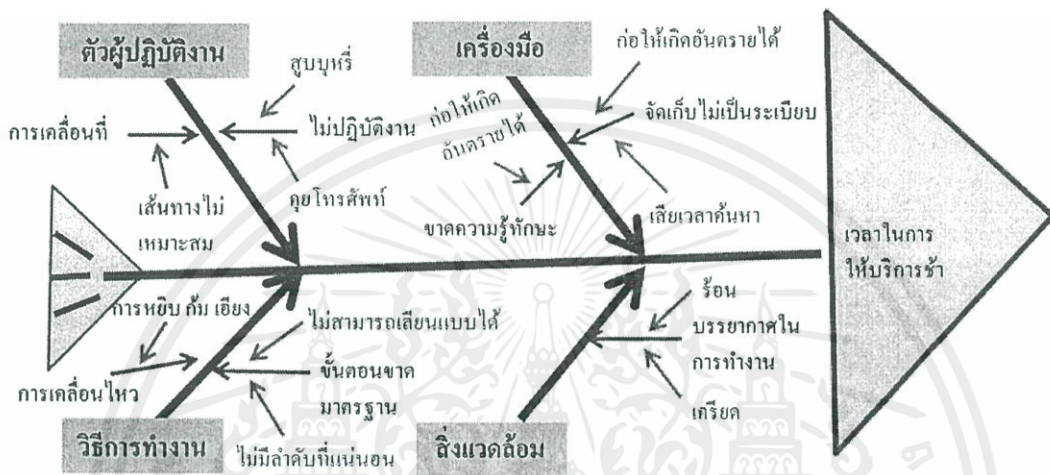 ตัวผู้ปฏิบัติงาน
เครื่องมือ
สูบบุหรี่
ก่อให้เกิดอันตรายได้
การเคลื่อนที่
ไม่ปฏิบัติงาน
ก่อให้เกิด
อันตรายได้
จัดเก็บไม่เป็นระเบียบ
เส้นทางไม่
เหมาะสม
คุยโทรศัพท์
ขาดความรู้ทักษะ
เสียเวลาค้นหา
เวลาในการ
ให้บริการช้า
การหยิบ ก้ม เอียง
ไม่สามารถเลียนแบบได้
ร้อน
บรรยากาศใน
การทำงาน
การเคลื่อนไหว
ขั้นตอนขาด
มาตรฐาน
เครียด
วิธีการทำงาน
ไม่มีลำดับที่แน่นอน
สิ่งแวดล้อม